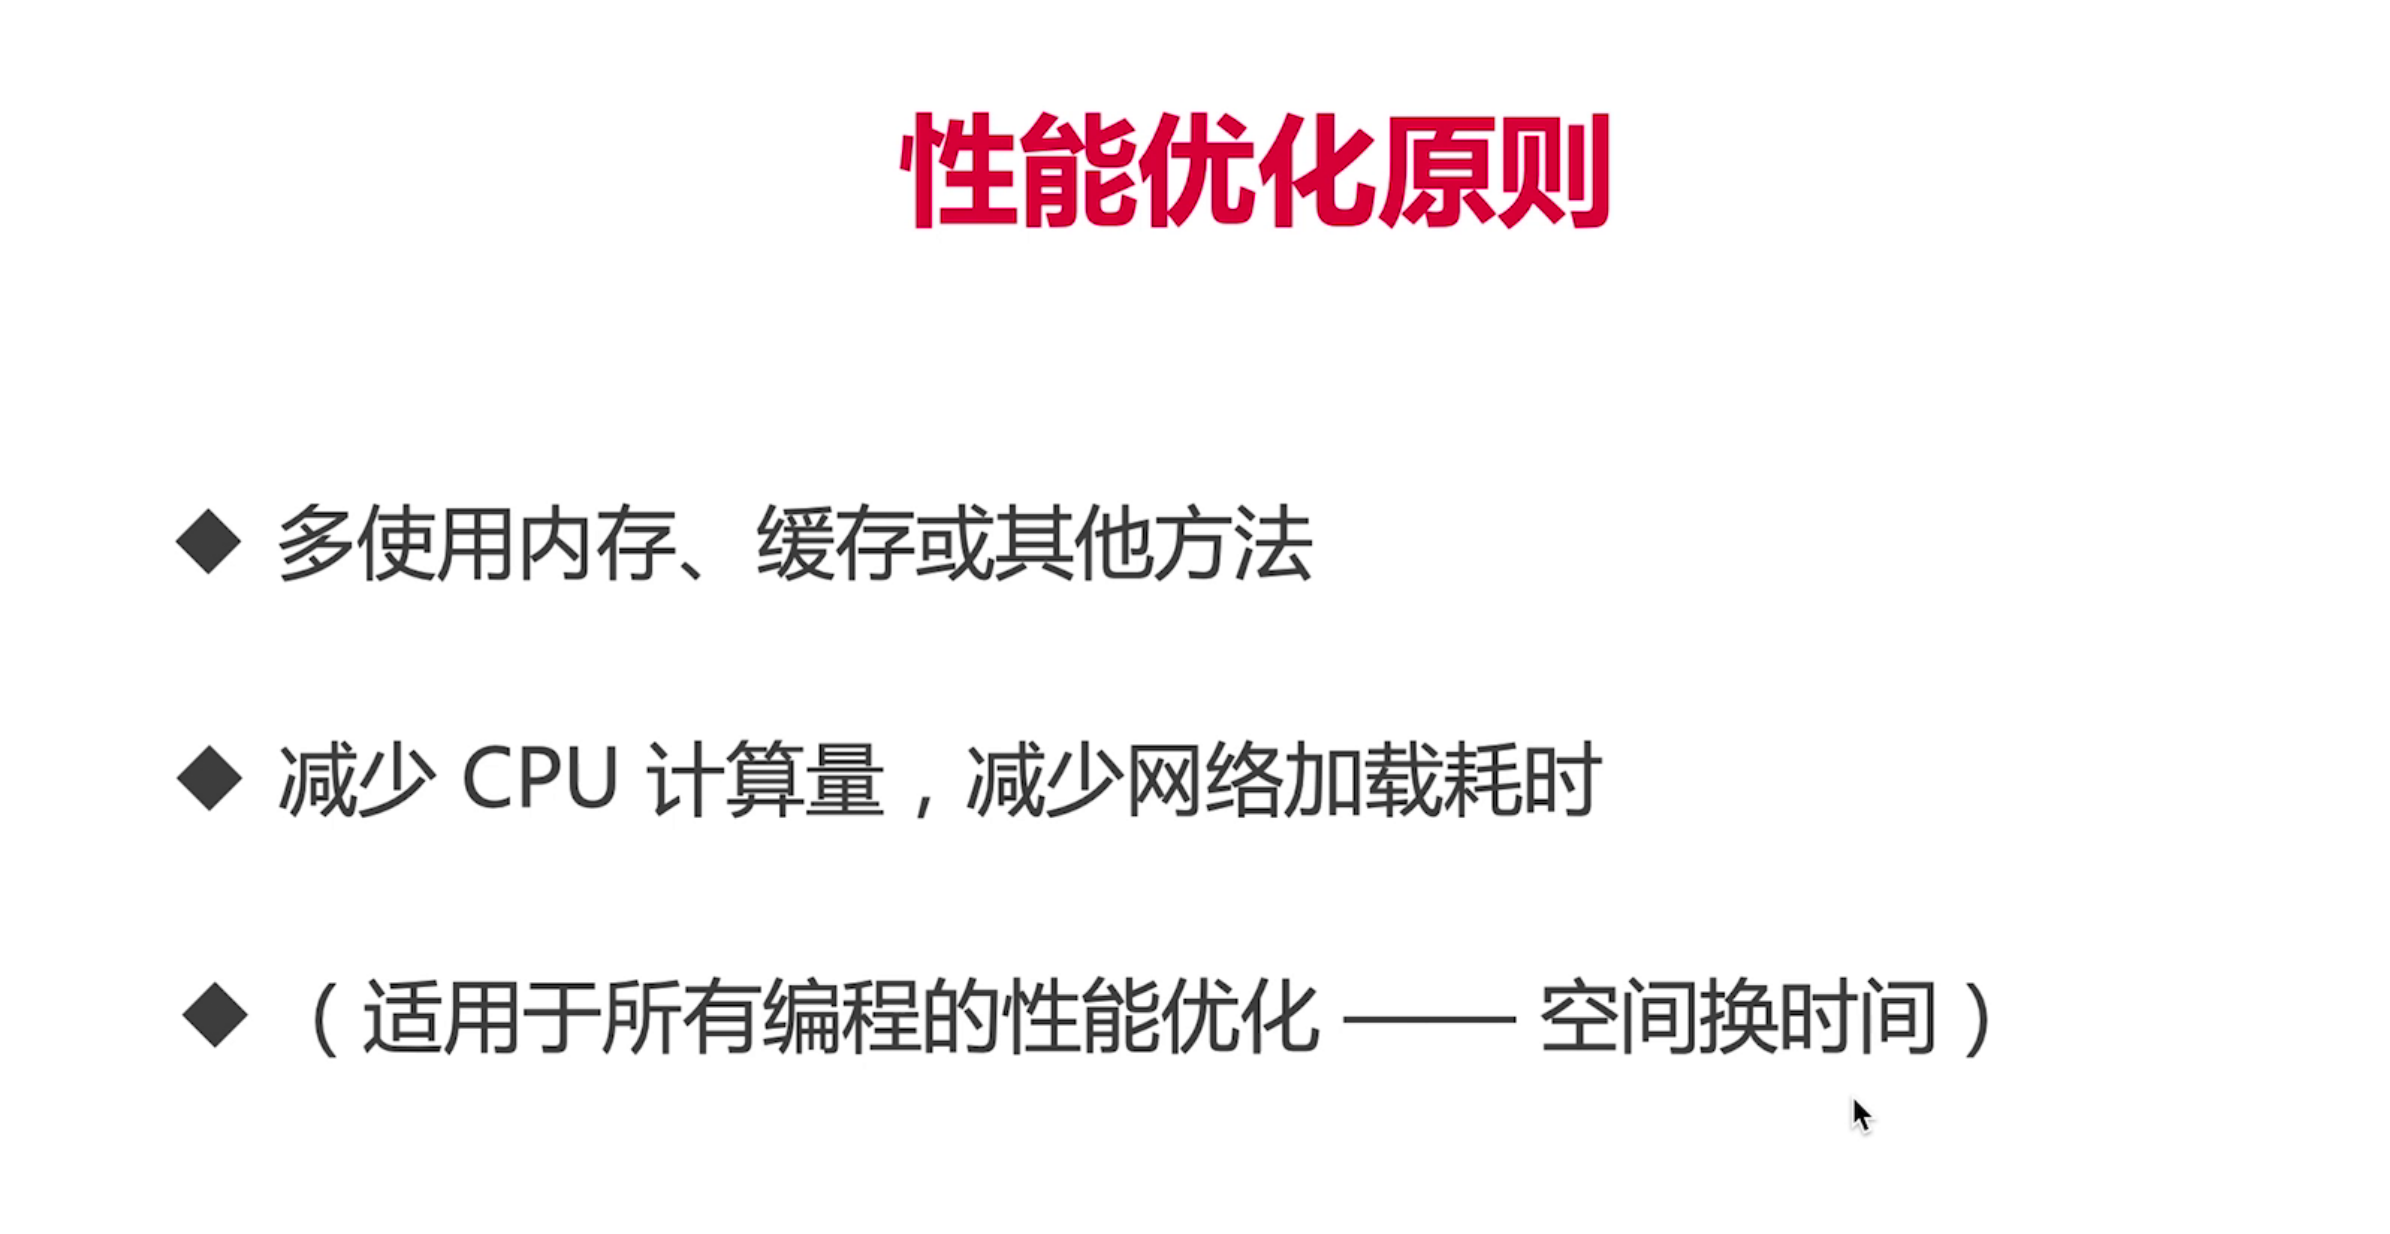 性能优化原则
◆ 多使用内存、缓存或其他方法
◆ 减少 CPU 计算量，减少网络加载耗时
◆ （适用于所有编程的性能优化 —— 空间换时间）